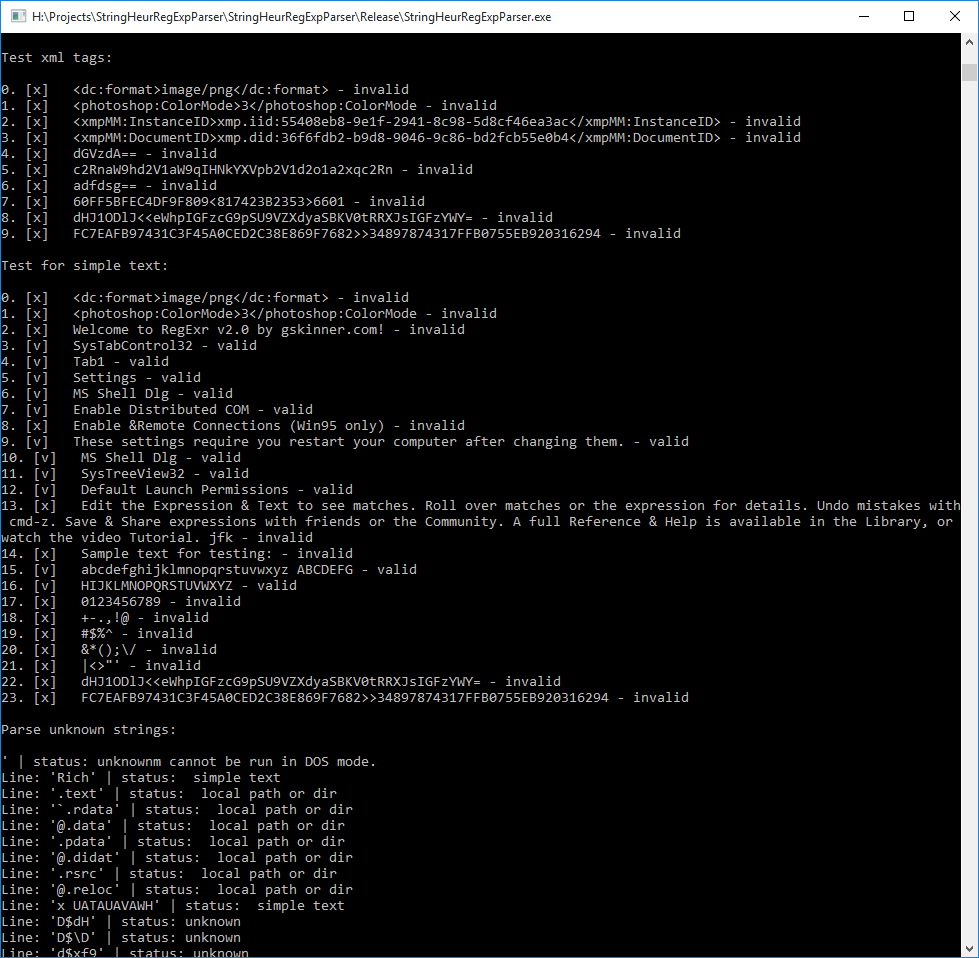 H:\Projects\StringHeurRegExpParser\StringHeurRegExpParser\Release\StringHeurRegExpParser.exe
Test xml tags:
0. [x]   <dc:format>image/png</dc:format> - invalid
1. [x]   <photoshop:ColorMode>3</photoshop:ColorMode - invalid
2. [x]   <xmpMM:InstanceID>xmp.iid:55408eb8-9e1f-2941-8c98-5d8cf46ea3ac</xmpMM:InstanceID> - invalid
3. [x]   <xmpMM:DocumentID>xmp.did:36f6fdb2-b9d8-9046-9c86-bd2fcb55e0b4</xmpMM:DocumentID> - invalid
4. [x]   dGVzdA== - invalid
5. [x]   c2RnaW9hd2V1aW9qIHNkYXVpb2V1d2o1a2xqc2Rn - invalid
6. [x]   adfdsg== - invalid
7. [x]   60FF5BFEC4DF9F809<817423B2353>6601 - invalid
8. [x]   dHJ1ODlJ<<eWhpIGFzcG9pSU9VZXdyaSBKV0tRRXJsIGFzYWY= - invalid
9. [x]   FC7EAFB97431C3F45A0CED2C38E869F7682>>34897874317FFB0755EB920316294 - invalid
Test for simple text:
0. [x]   <dc:format>image/png</dc:format> - invalid
1. [x]   <photoshop:ColorMode>3</photoshop:ColorMode - invalid
2. [x]   Welcome to RegExr v2.0 by gskinner.com! - invalid
3. [v]   SysTabControl32 - valid
4. [v]   Tab1 - valid
5. [v]   Settings - valid
6. [v]   MS Shell Dlg - valid
7. [v]   Enable Distributed COM - valid
8. [x]   Enable &Remote Connections (Win95 only) - invalid
9. [v]   These settings require you restart your computer after changing them. - valid
10. [v]   MS Shell Dlg - valid
11. [v]   SysTreeView32 - valid
12. [v]   Default Launch Permissions - valid
13. [x]   Edit the Expression & Text to see matches. Roll over matches or the expression for details. Undo mistakes with
cmd-z. Save & Share expressions with friends or the Community. A full Reference & Help is available in the Library, or
watch the video Tutorial. jfk - invalid
14. [x]   Sample text for testing: - invalid
15. [v]   abcdefghijklmnopqrstuvwxyz ABCDEFG - valid
16. [v]   HIJKLMNOPQRSTUVWXYZ - valid
17. [x]   0123456789 - invalid
18. [x]   +-.,!@ - invalid
19. [x]   #$%^ - invalid
20. [x]   &*();\/ - invalid
21. [x]   |<>"' - invalid
22. [x]   dHJ1ODlJ<<eWhpIGFzcG9pSU9VZXdyaSBKV0tRRXJsIGFzYWY= - invalid
23. [x]   FC7EAFB97431C3F45A0CED2C38E869F7682>>34897874317FFB0755EB920316294 - invalid
Parse unknown strings:
' | status: unknownm cannot be run in DOS mode.
Line: 'Rich' | status:  simple text
Line: '.text' | status:  local path or dir
Line: '`.rdata' | status:  local path or dir
Line: '@.data' | status:  local path or dir
Line: '.pdata' | status:  local path or dir
Line: '@.didat' | status:  local path or dir
Line: '.rsrc' | status:  local path or dir
Line: '@.reloc' | status:  local path or dir
Line: 'x UATAUAVAWH' | status:  simple text
Line: 'D$dH' | status: unknown
Line: 'D$\D' | status: unknown
Line: 'd$xf9' | status: unknown